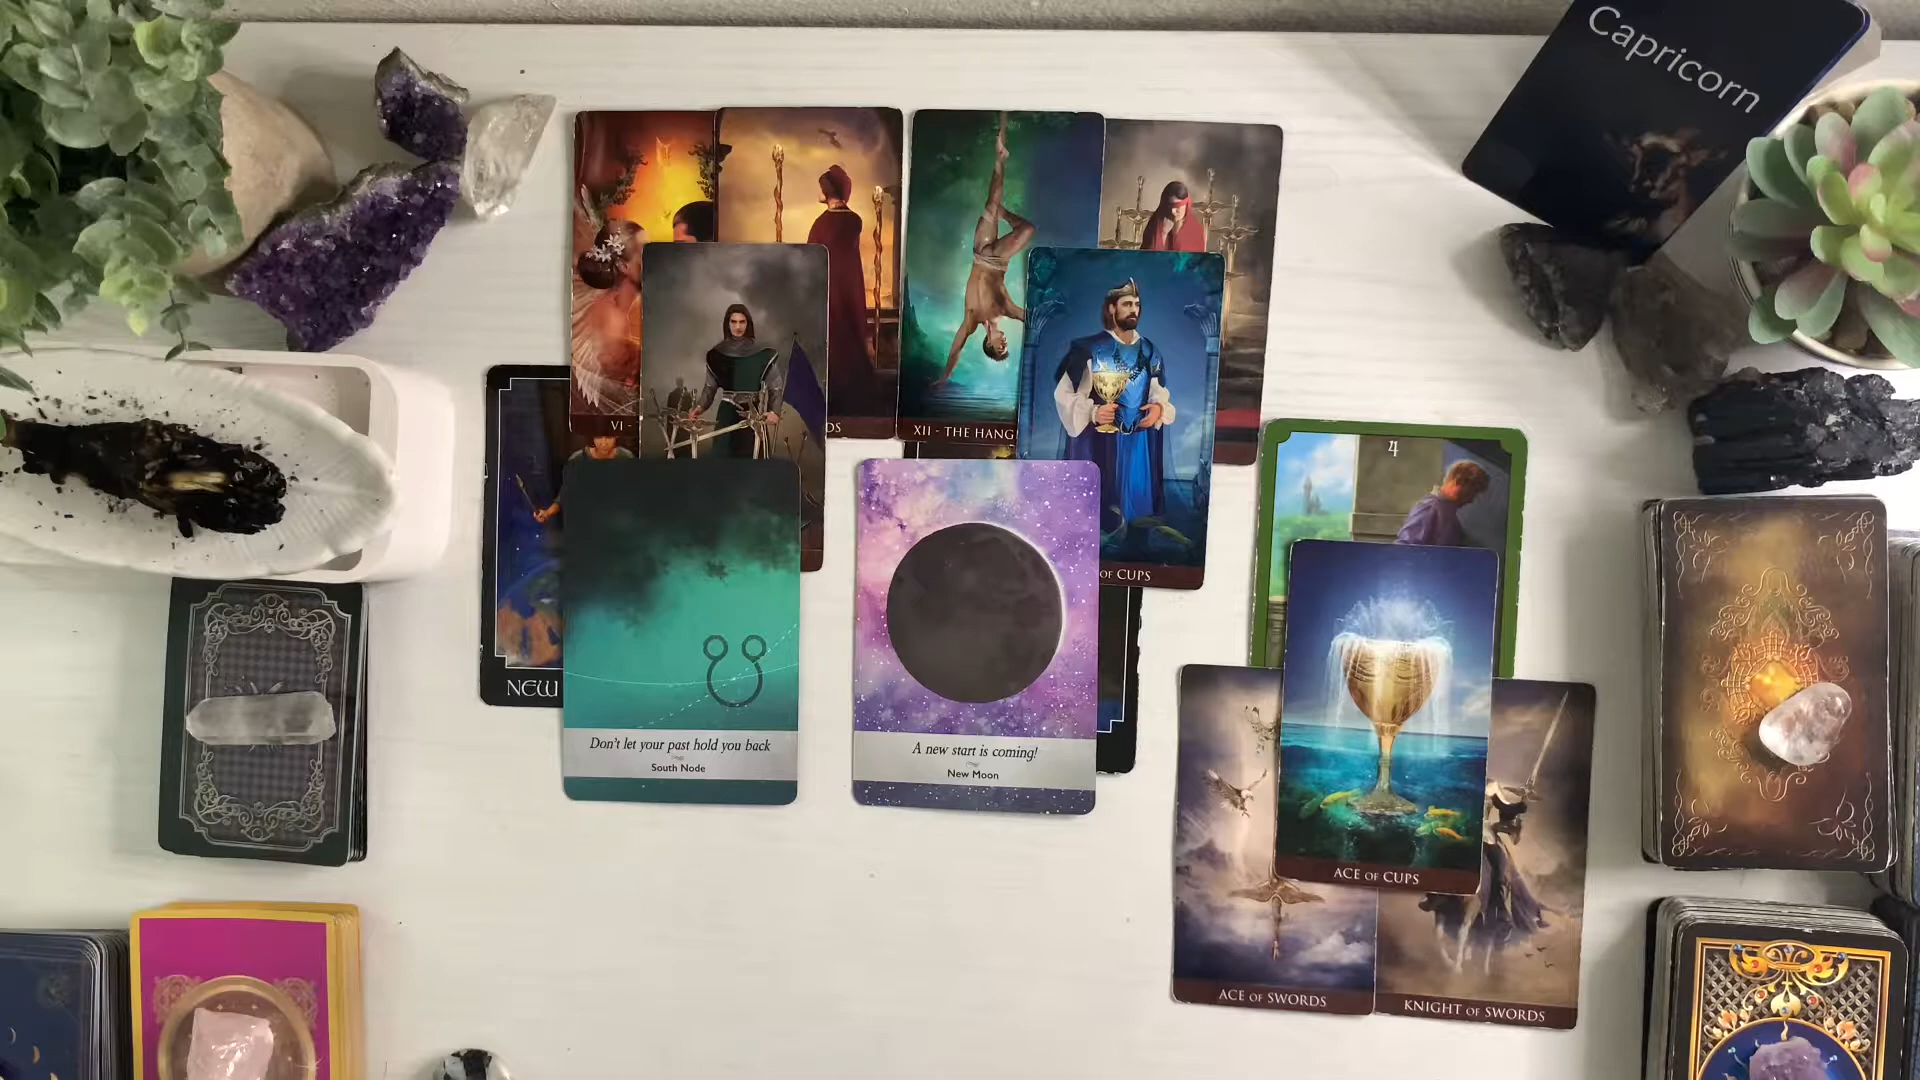 Capricorn
VI -
DS
XII - THE HANG
OF CUPS
4
NEW
Don't let your past hold you back
South Node
A new start is coming!
New Moon
ACE OF CUPS
ACE OF SWORDS
KNIGHT OF SWORDS